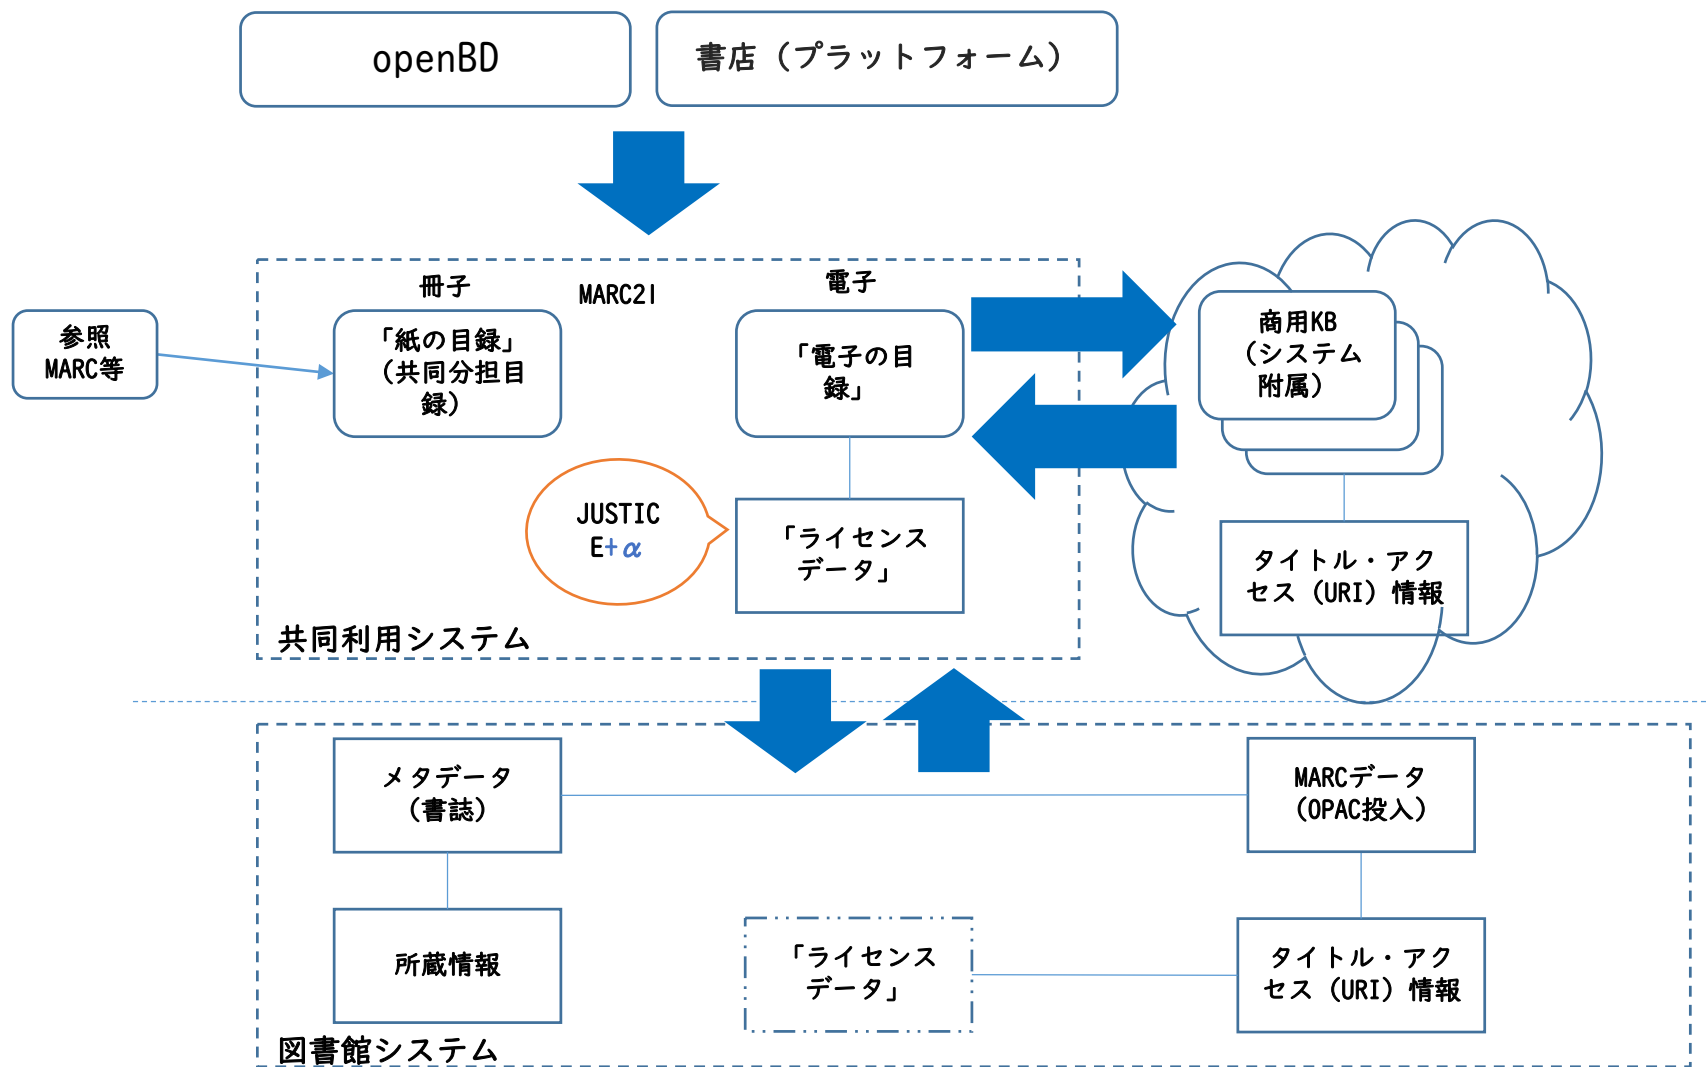 openBD
書店（プラットフォーム）
冊子
MARC21
電子
参照
MARC等
「紙の目録」
（共同分担目
録）
「電子の目
録」
商用KB
（システム
附属）
JUSTIC
E+α
「ライセンス
データ」
タイトル・アク
セス（URI）情報
共同利用システム
メタデータ
（書誌）
MARCデータ
（OPAC投入）
所蔵情報
「ライセンス
データ」
タイトル・アク
セス（URI）情報
図書館システム